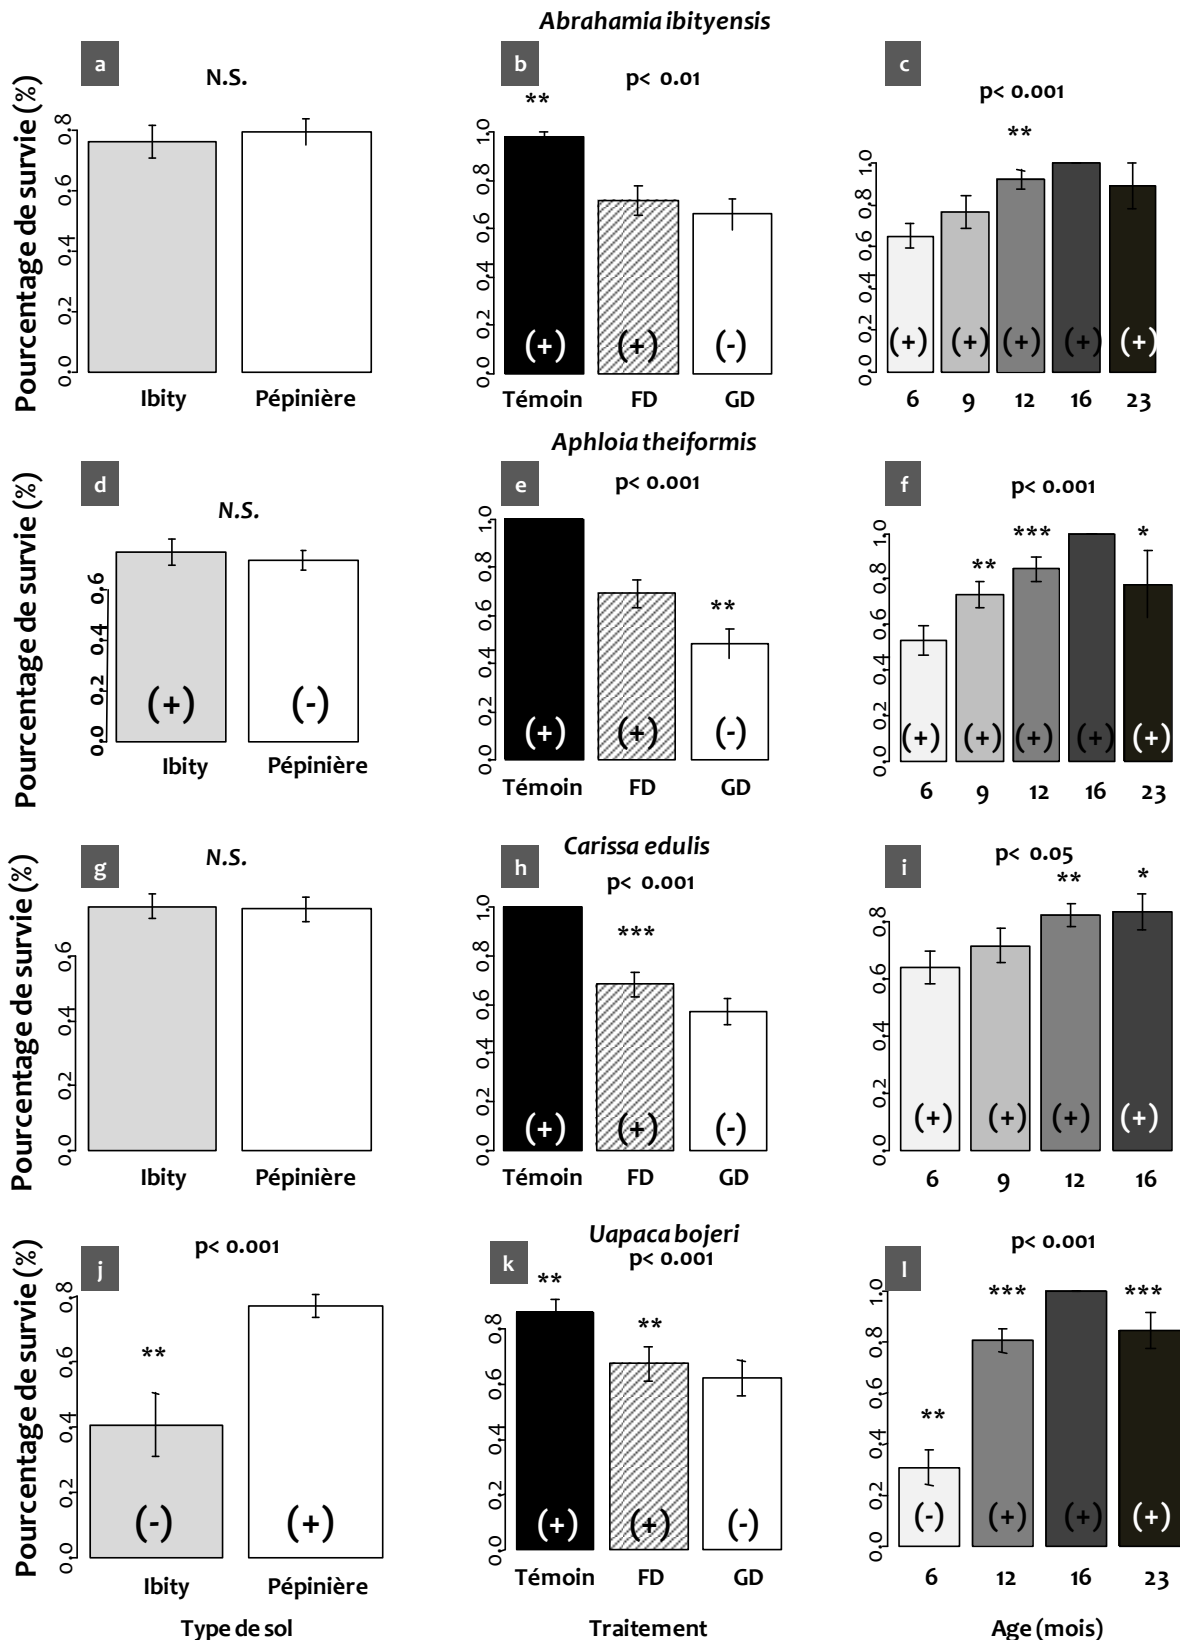 Abrahamia ibityensis
a
N.S.
b
p< 0.01
c
p< 0.001
**
**
Pourcentage de survie (%)
0.0 0.2 0.4 0.6 0.8
0.0 0.2 0.4 0.6 0.8 1.0
0.0 0.2 0.4 0.6 0.8 1.0
(+) (+) (-)
(+) (+) (+) (+) (+)
Ibity Pépinière
Témoin FD GD
6 9 12 16 23
Aphloia theiformis
d
N.S.
e
p< 0.001
f
p< 0.001
**
** *** *
Pourcentage de survie (%)
0.0 0.2 0.4 0.6
0.0 0.2 0.4 0.6 0.8 1.0
0.0 0.2 0.4 0.6 0.8 1.0
(+) (-)
(+) (+) (-)
(+) (+) (+) (+) (+)
Ibity Pépinière
Témoin FD GD
6 9 12 16 23
Carissa edulis
g
N.S.
h
p< 0.001
i
p< 0.05
***
** *
Pourcentage de survie (%)
0.0 0.2 0.4 0.6
0.0 0.2 0.4 0.6 0.8 1.0
0.0 0.2 0.4 0.6 0.8
(+) (+) (-)
(+) (+) (+) (+)
Ibity Pépinière
Témoin FD GD
6 9 12 16
Uapaca bojeri
j
p< 0.001
k
p< 0.001
l
p< 0.001
**
** **
** *** ***
Pourcentage de survie (%)
0.0 0.2 0.4 0.6 0.8
0.0 0.2 0.4 0.6 0.8
0.0 0.2 0.4 0.6 0.8 1.0
(-) (+)
(+) (+) (-)
(-) (+) (+) (+)
Ibity Pépinière
Témoin FD GD
6 12 16 23
Type de sol
Traitement
Age (mois)